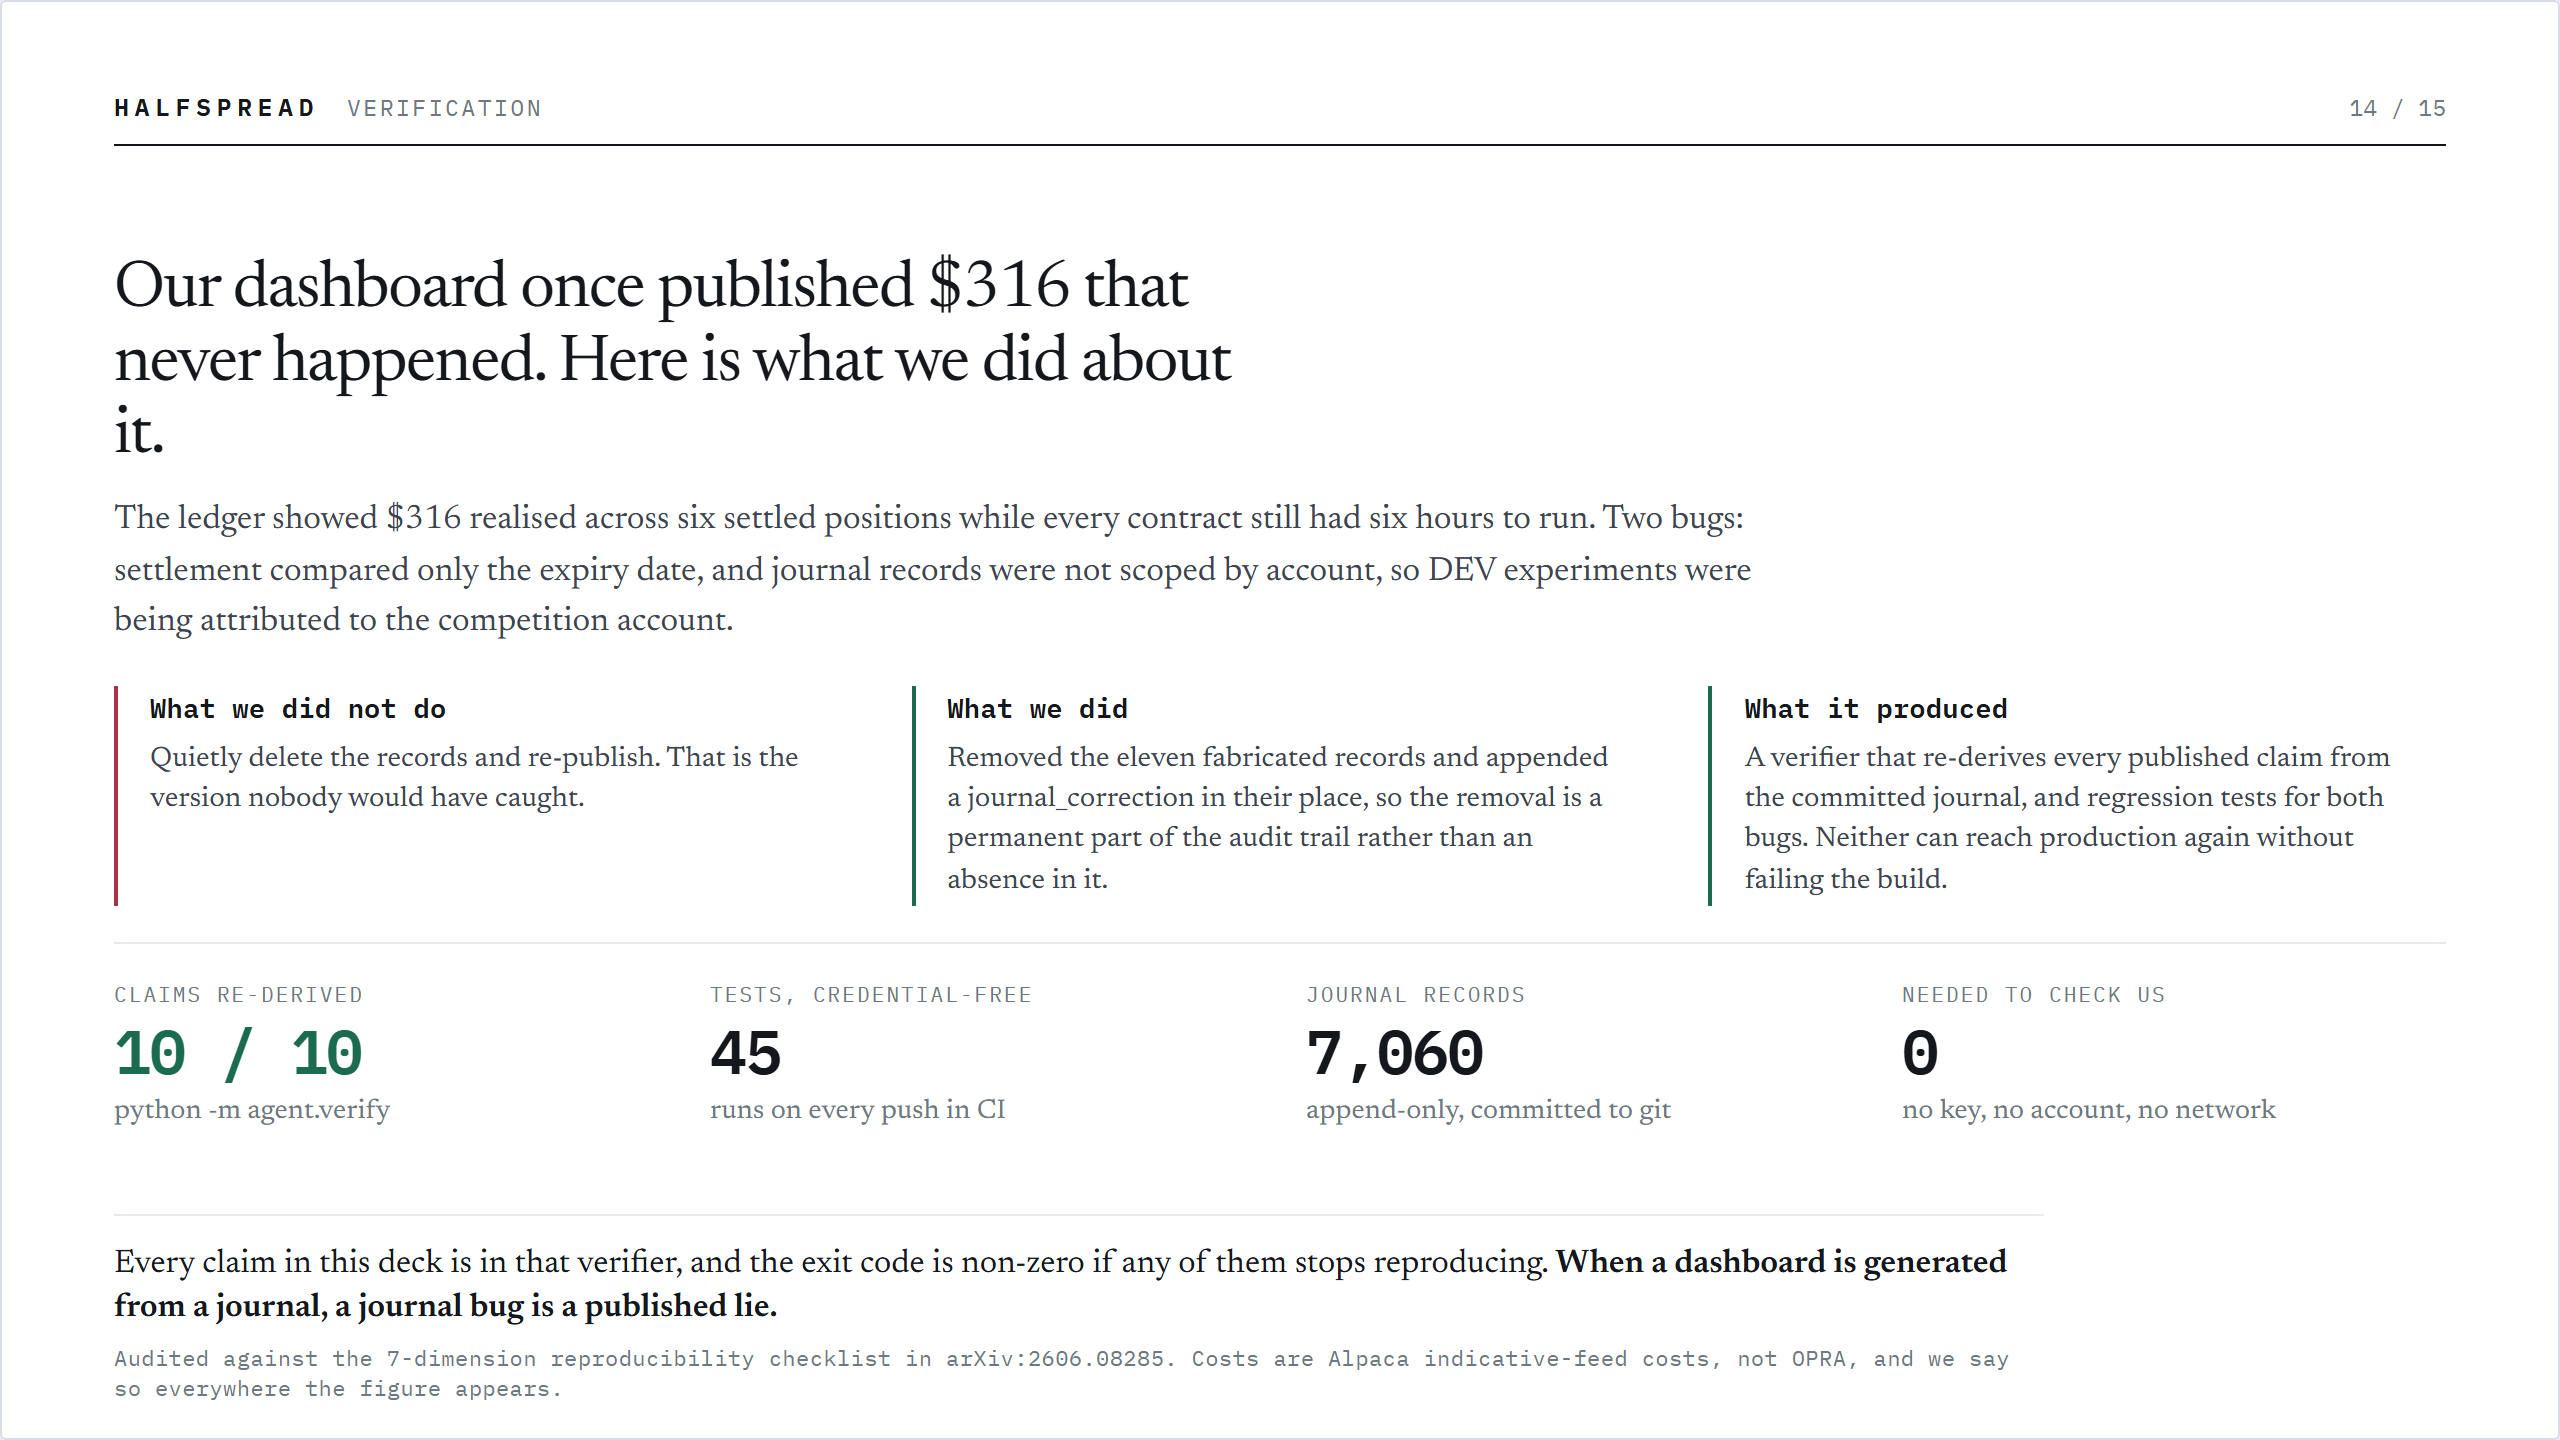 HALFSPREAD VERIFICATION 14 / 15
Our dashboard once published $316 that
never happened. Here is what we did about
it.
The ledger showed $316 realised across six settled positions while every contract still had six hours to run. Two bugs:
settlement compared only the expiry date, and journal records were not scoped by account, so DEV experiments were
being attributed to the competition account.
What we did not do
Quietly delete the records and re-publish. That is the
version nobody would have caught.
What we did
Removed the eleven fabricated records and appended
a journal_correction in their place, so the removal is a
permanent part of the audit trail rather than an
absence in it.
What it produced
A verifier that re-derives every published claim from
the committed journal, and regression tests for both
bugs. Neither can reach production again without
failing the build.
CLAIMS RE-DERIVED
10 / 10
python -m agent.verify
TESTS, CREDENTIAL-FREE
45
runs on every push in CI
JOURNAL RECORDS
7,060
append-only, committed to git
NEEDED TO CHECK US
0
no key, no account, no network
Every claim in this deck is in that verifier, and the exit code is non-zero if any of them stops reproducing. When a dashboard is generated
from a journal, a journal bug is a published lie.
Audited against the 7-dimension reproducibility checklist in arXiv:2606.08285. Costs are Alpaca indicative-feed costs, not OPRA, and we say
so everywhere the figure appears.